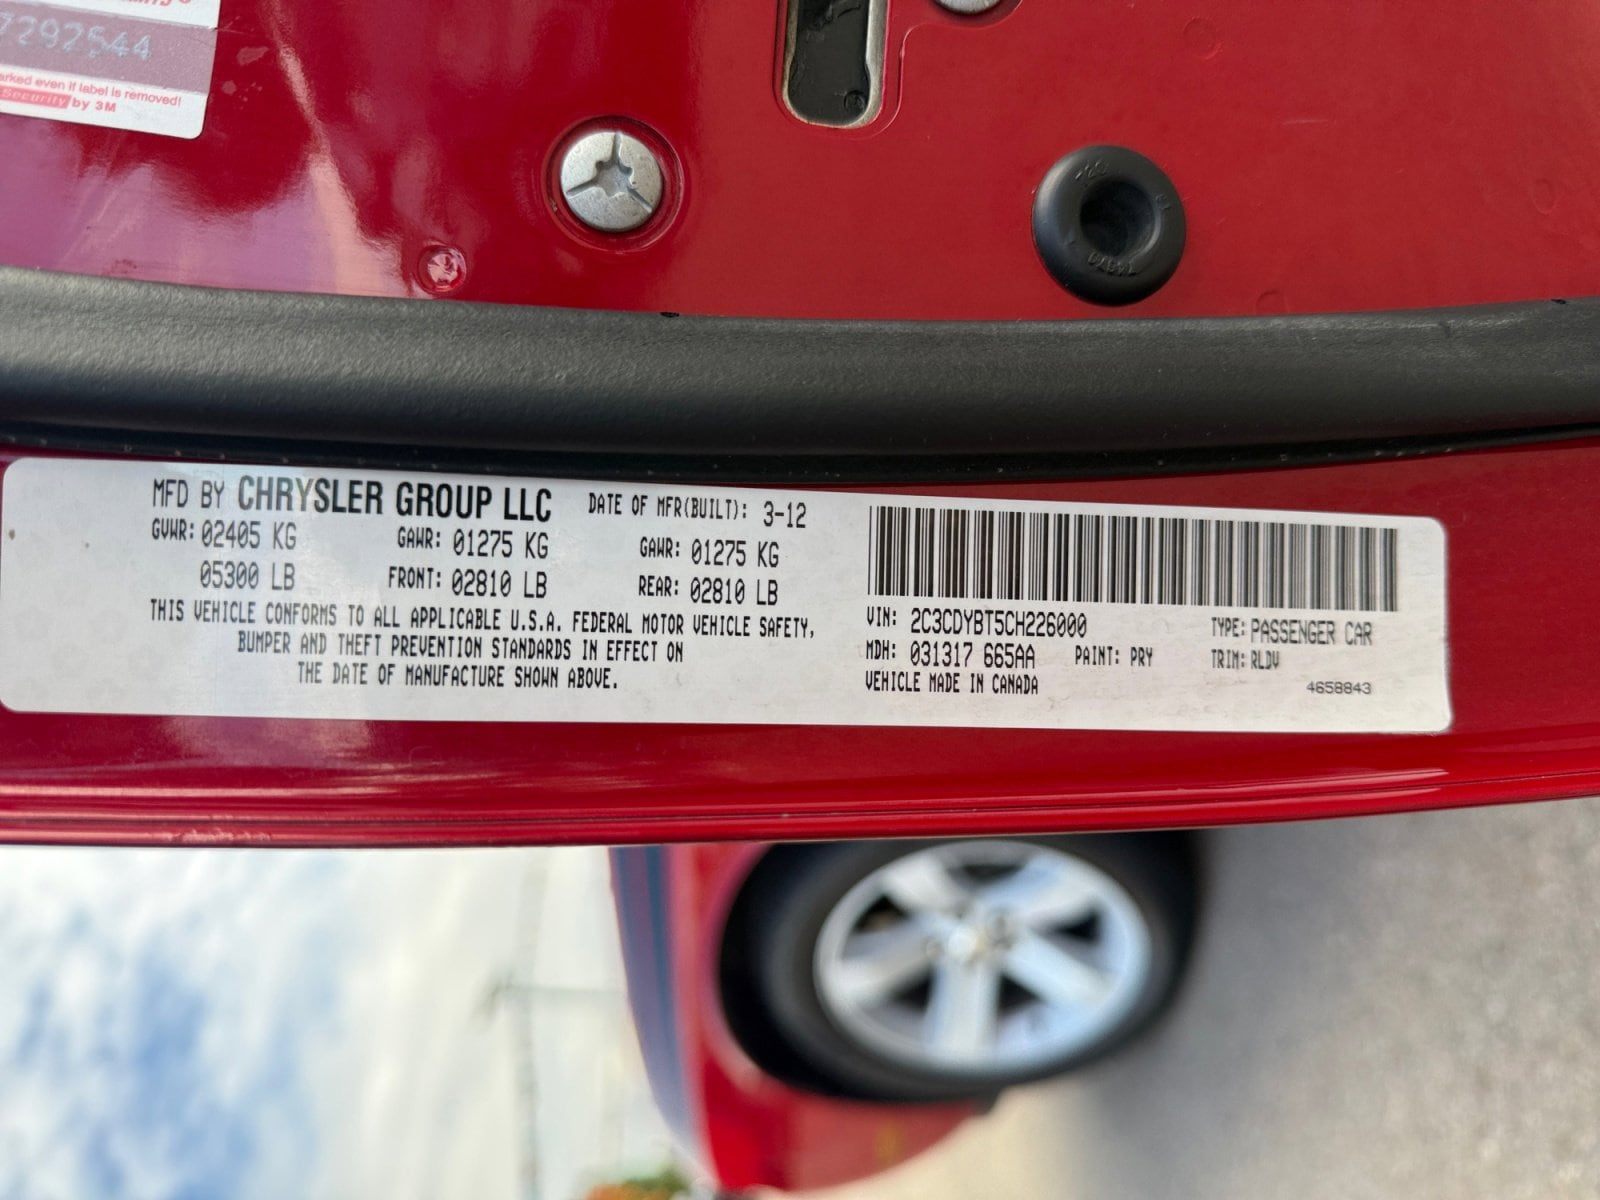 7292544
arked even if label is removed!
Security by 3M
MFD BY CHRYSLER GROUP LLC DATE OF MFR(BUILT): 3-12
GVWR: 02405 KG GAWR: 01275 KG GAWR: 01275 KG
05300 LB FRONT: 02810 LB REAR: 02810 LB
THIS VEHICLE CONFORMS TO ALL APPLICABLE U.S.A. FEDERAL MOTOR VEHICLE SAFETY,
BUMPER AND THEFT PREVENTION STANDARDS IN EFFECT ON
THE DATE OF MANUFACTURE SHOWN ABOVE.
VIN: 2C3CDYBT5CH226000 TYPE: PASSENGER CAR
MDH: 031317 665AA PAINT: PRY TRIM: RLDV
VEHICLE MADE IN CANADA 4658843